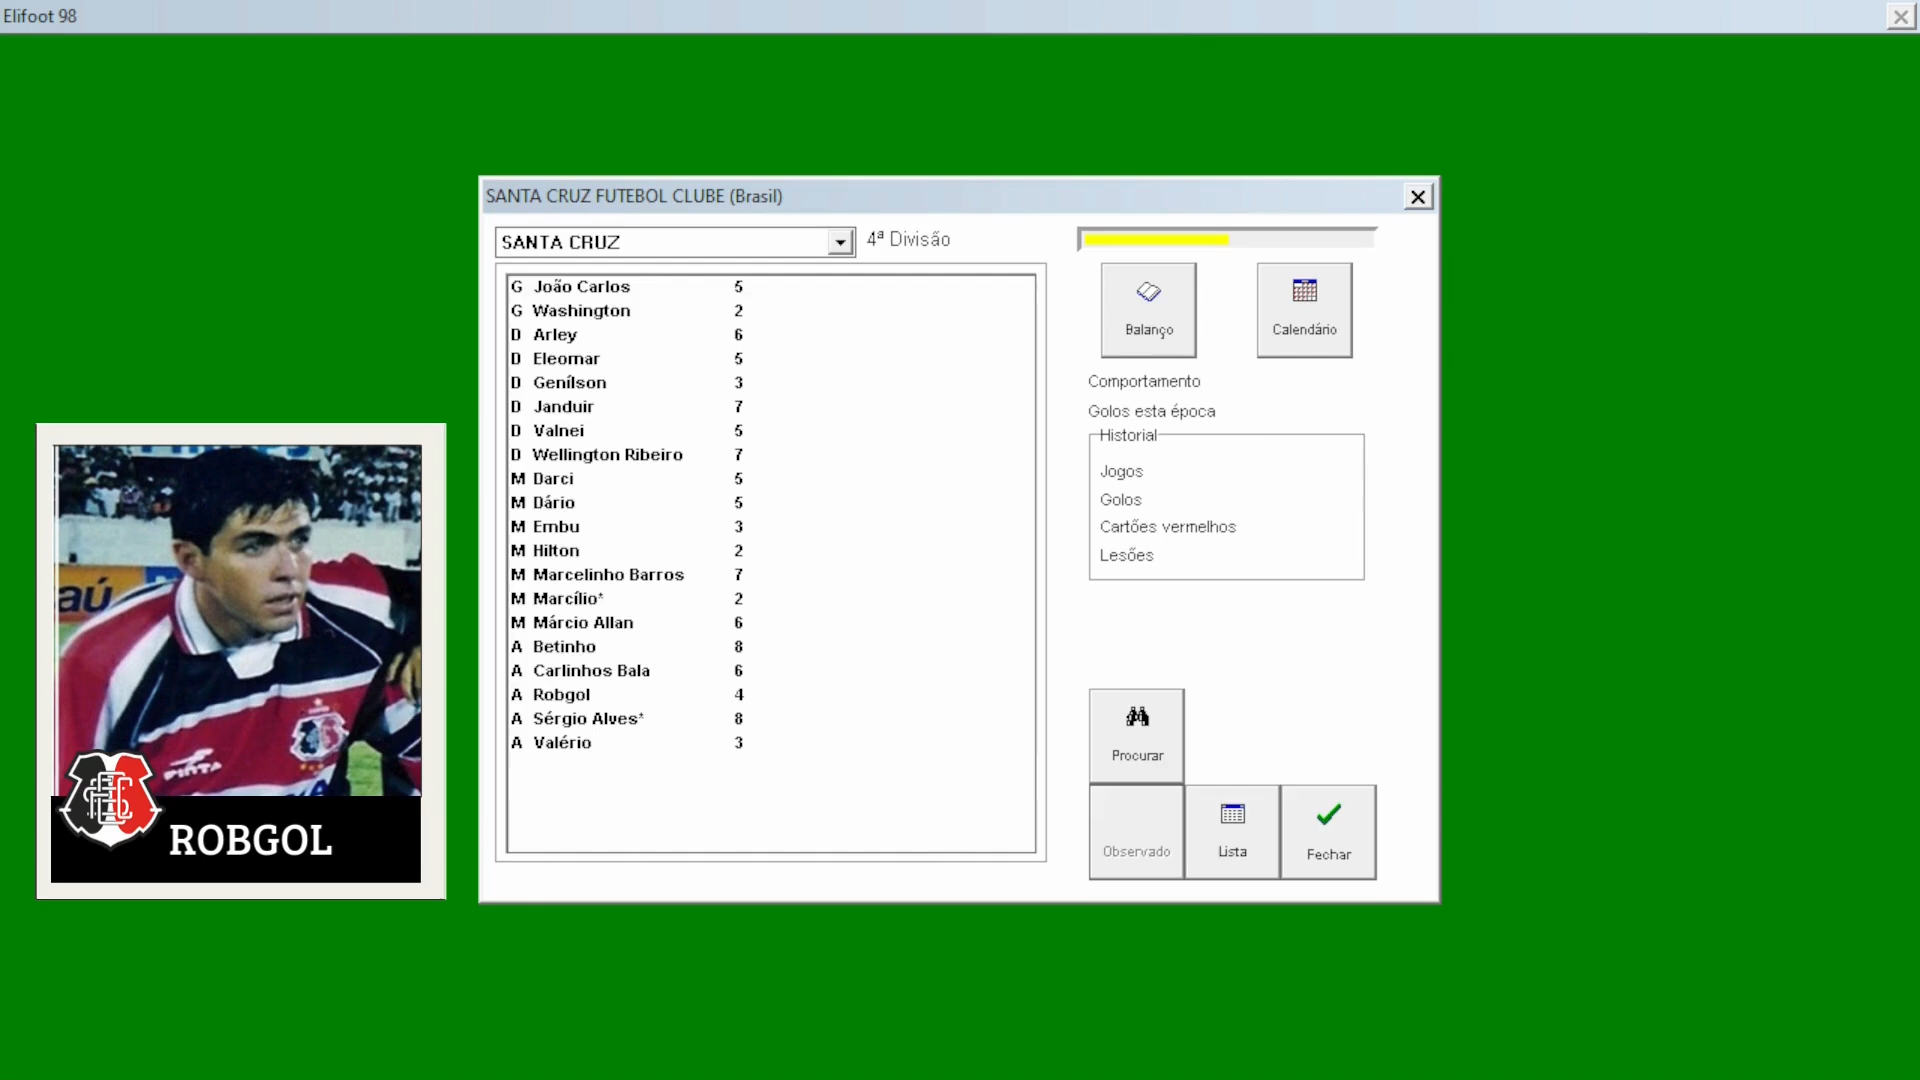 Elifoot 98
SANTA CRUZ FUTEBOL CLUBE (Brasil)
SANTA CRUZ
4ª Divisão
G João Carlos 5
G Washington 2
D Arley 6
D Eleomar 5
D Genílson 3
D Janduir 7
D Valnei 5
D Wellington Ribeiro 7
M Darci 5
M Dário 5
M Embu 3
M Hilton 2
M Marcelinho Barros 7
M Marcílio* 2
M Márcio Allan 6
A Betinho 8
A Carlinhos Bala 6
A Robgol 4
A Sérgio Alves* 8
A Valério 3
Balanço
Calendário
Comportamento
Golos esta época
Historial
Jogos
Golos
Cartões vermelhos
Lesões
Procurar
Observado
Lista
Fechar
aú
FINTA
ROBGOL